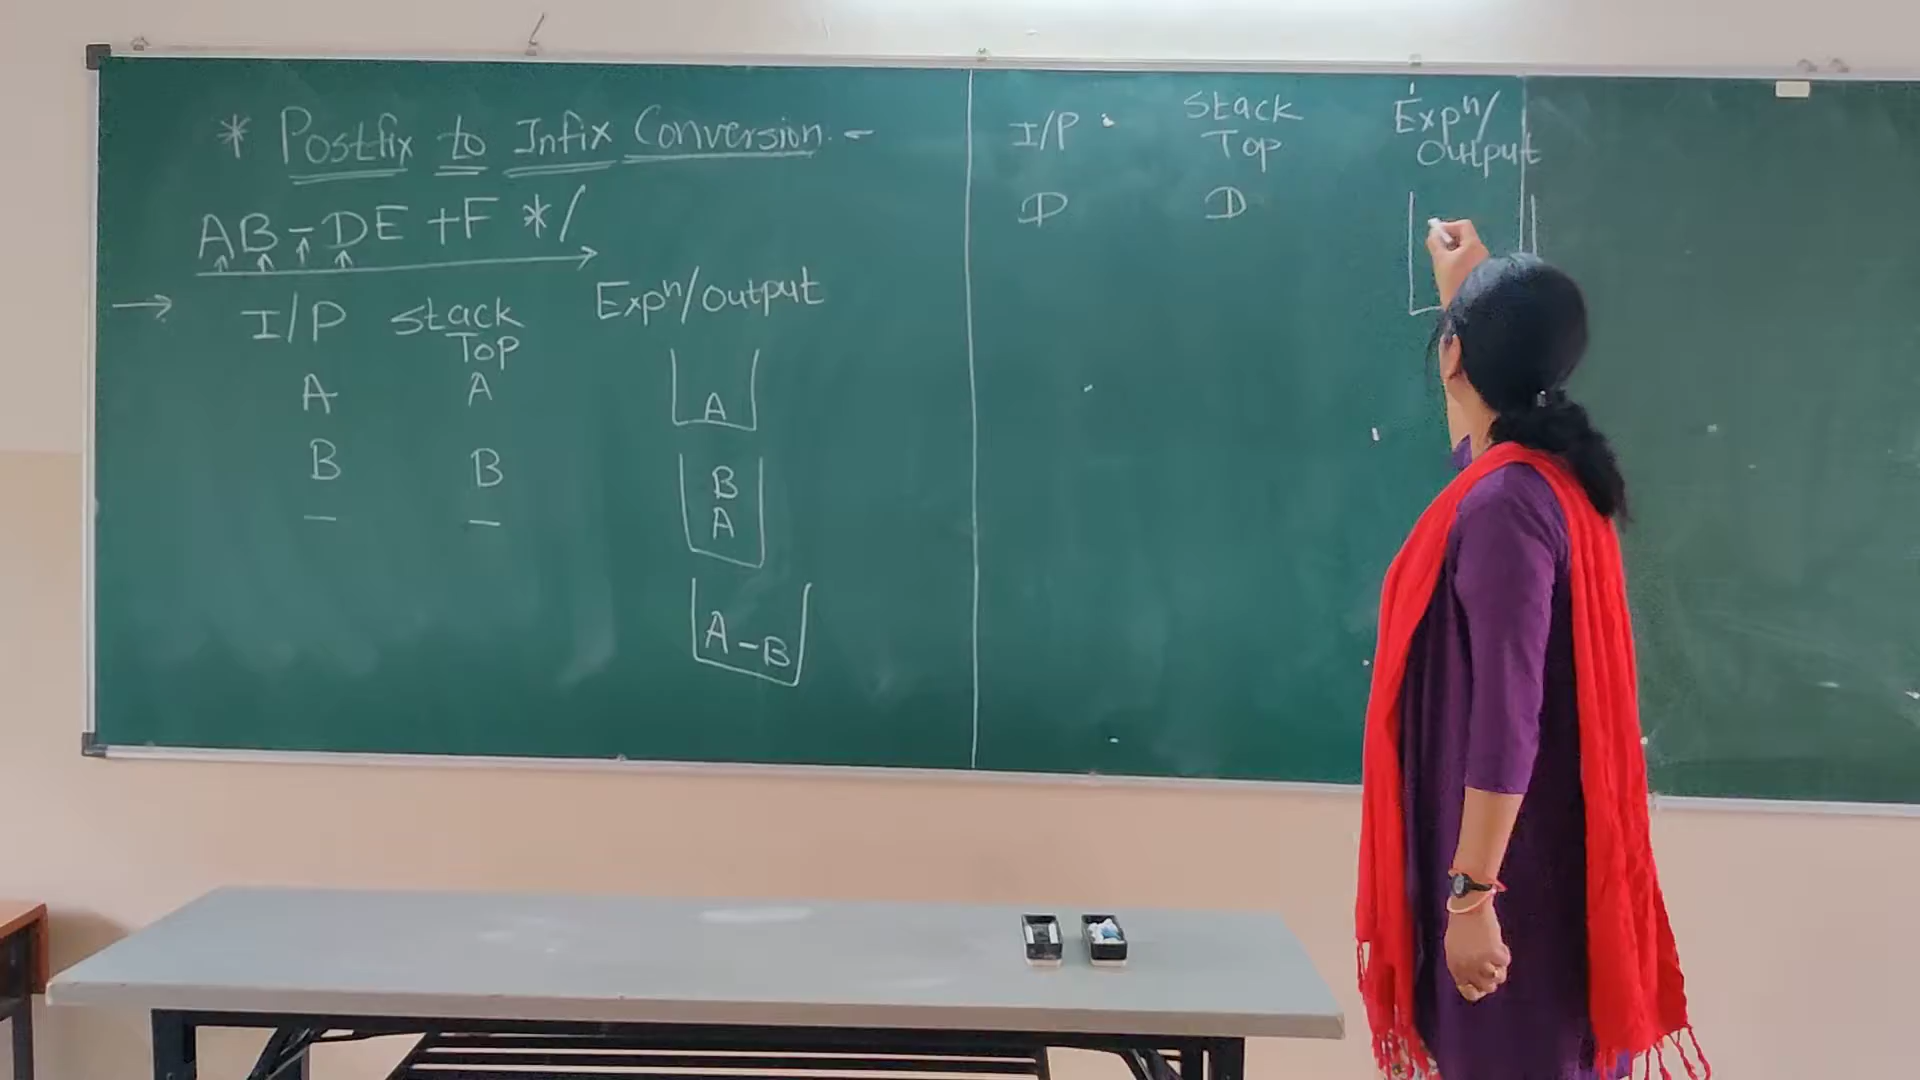 * Postfix to Infix Conversion. -
AB-DE+F*/
→ I/P Stack Top Expⁿ/Output
A A A
B B B
A
- - A-B
I/P Stack Top Expⁿ/Output
D D